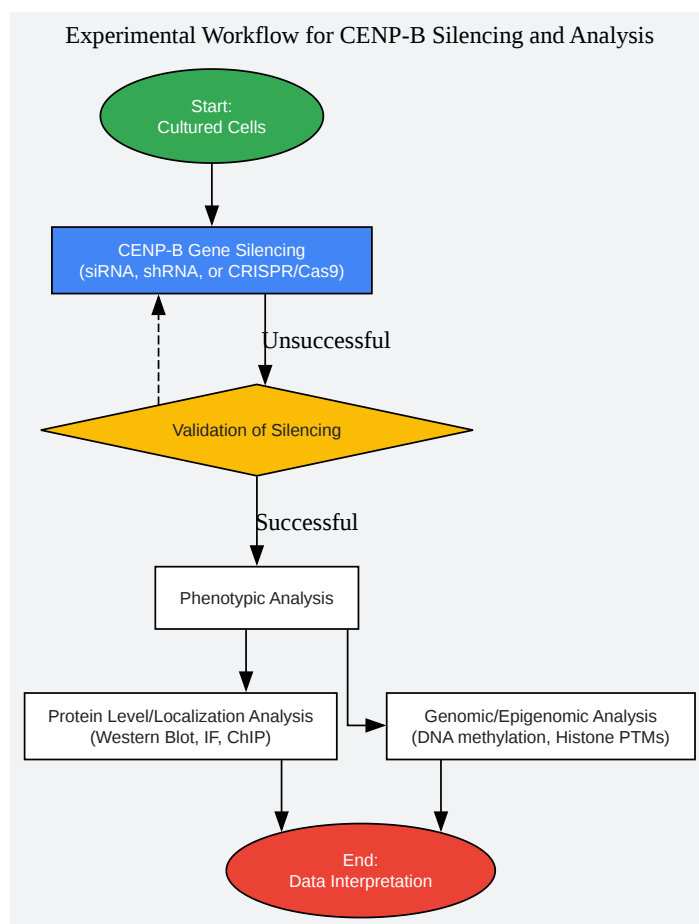 Experimental Workflow for CENP-B Silencing and Analysis
Start:
Cultured Cells
CENP-B Gene Silencing
(siRNA, shRNA, or CRISPR/Cas9)
Unsuccessful
Validation of Silencing
Successful
Phenotypic Analysis
Protein Level/Localization Analysis
(Western Blot, IF, ChIP)
Genomic/Epigenomic Analysis
(DNA methylation, Histone PTMs)
End:
Data Interpretation